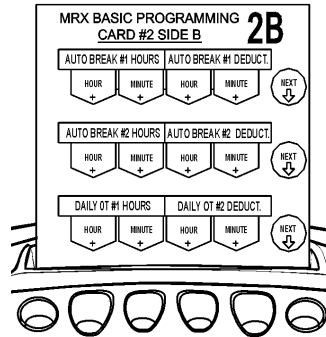 MRX BASIC PROGRAMMING
CARD #2 SIDE B
2B
AUTO BREAK #1 HOURS AUTO BREAK #1 DEDUCT.
HOUR + MINUTE + HOUR + MINUTE + NEXT
AUTO BREAK #2 HOURS AUTO BREAK #2 DEDUCT.
HOUR + MINUTE + HOUR + MINUTE + NEXT
DAILY OT #1 HOURS DAILY OT #2 DEDUCT.
HOUR + MINUTE + HOUR + MINUTE + NEXT